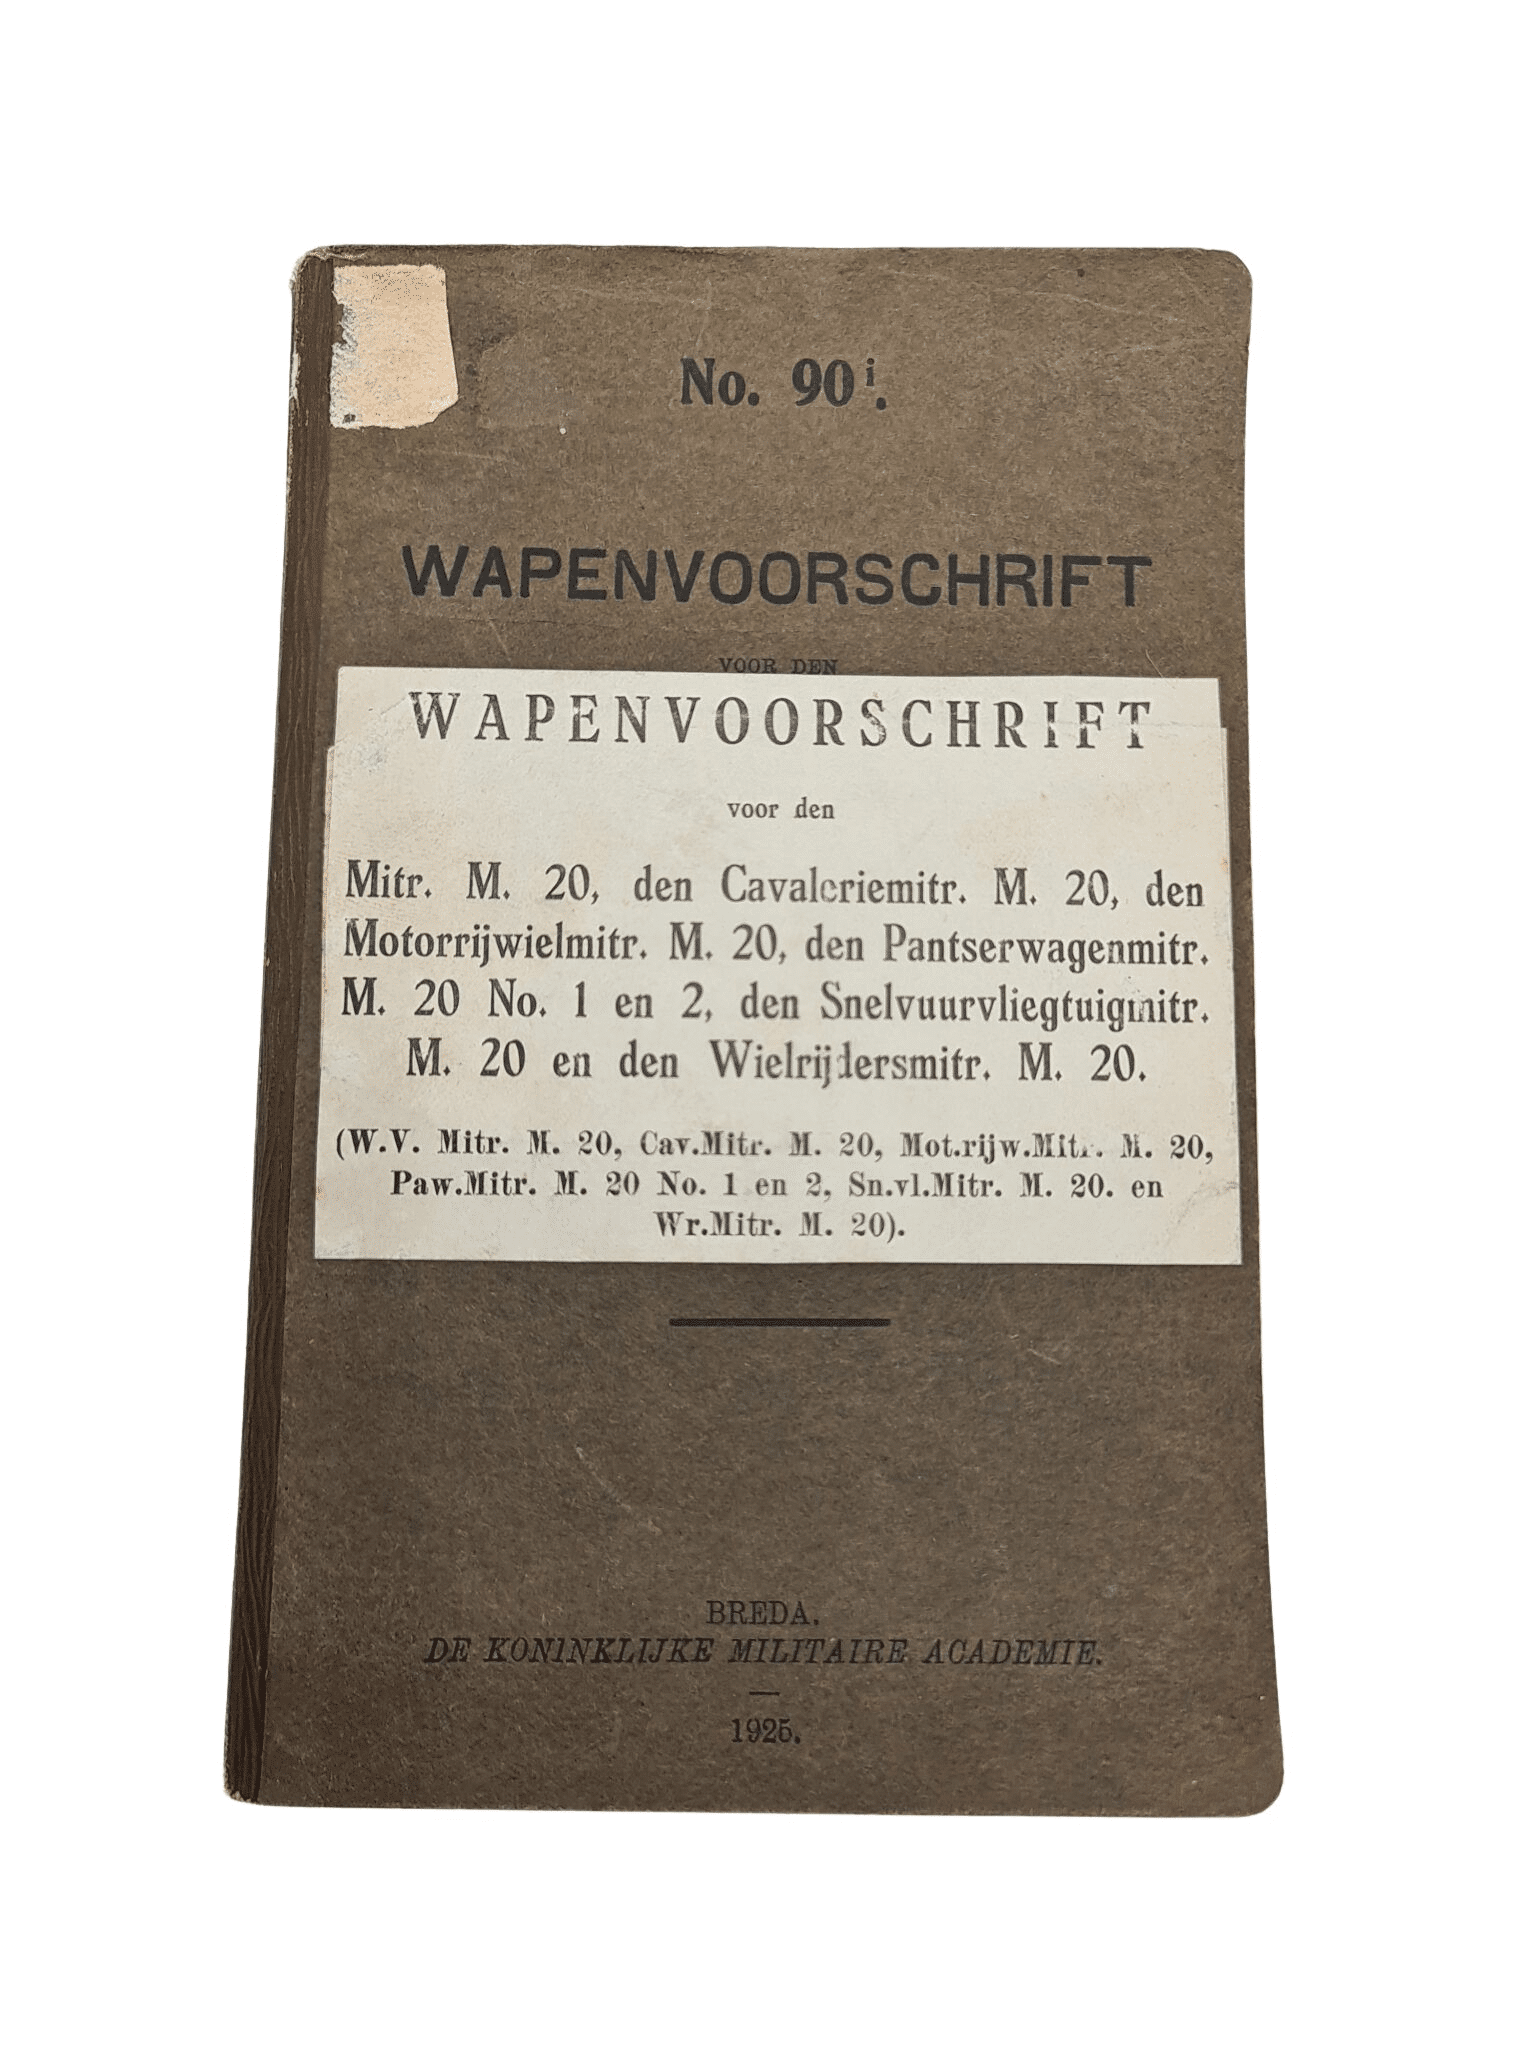 No. 90 i.
WAPENVOORSCHRIFT
VOOR DEN
WAPENVOORSCHRIFT
voor den
Mitr. M. 20, den Cavaleriemitr. M. 20, den
Motorrijwielmitr. M. 20, den Pantserwagenmitr.
M. 20 No. 1 en 2, den Snelvuurvliegtuigmitr.
M. 20 en den Wielrijdersmitr. M. 20.
(W.V. Mitr. M. 20, Cav.Mitr. M. 20, Mot.rijw.Mitr. M. 20,
Paw.Mitr. M. 20 No. 1 en 2, Sn.vl.Mitr. M. 20. en
Wr.Mitr. M. 20).
BREDA.
DE KONINKLIJKE MILITAIRE ACADEMIE.
1925.